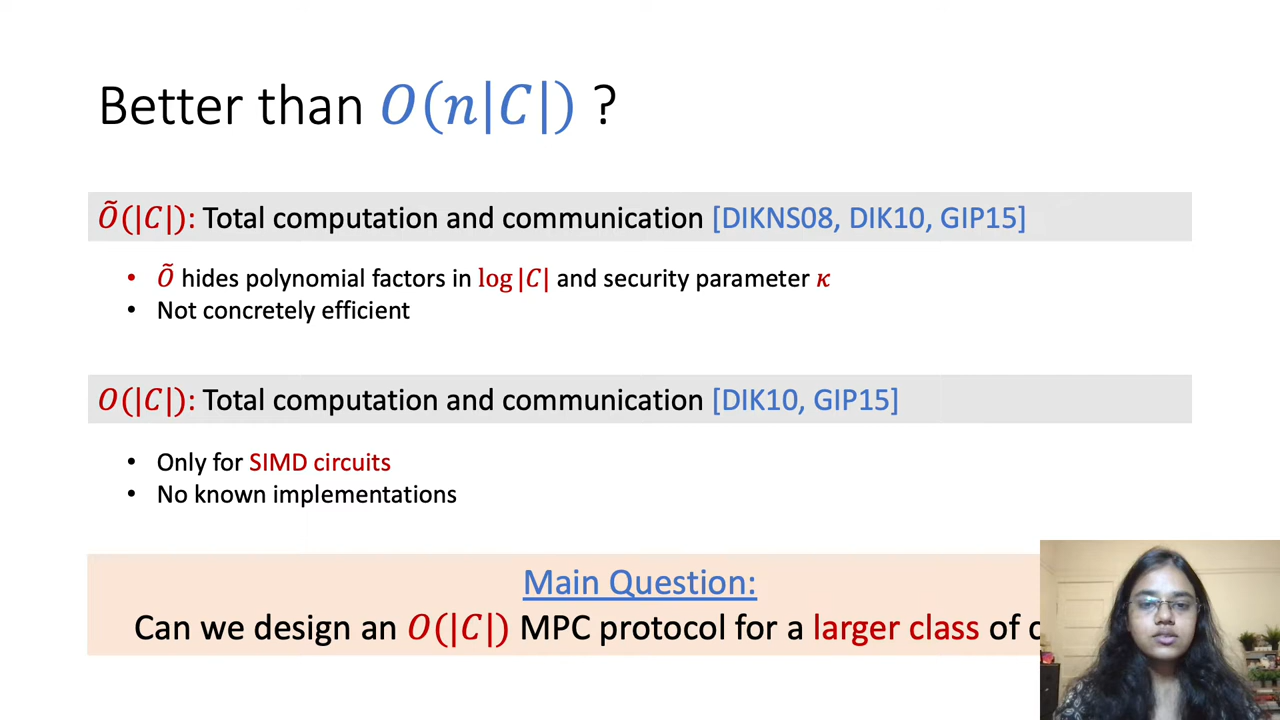 Better than O(n|C|) ?
Õ(|C|): Total computation and communication [DIKNS08, DIK10, GIP15]
• Õ hides polynomial factors in log|C| and security parameter κ
• Not concretely efficient
O(|C|): Total computation and communication [DIK10, GIP15]
• Only for SIMD circuits
• No known implementations
Main Question:
Can we design an O(|C|) MPC protocol for a larger class of